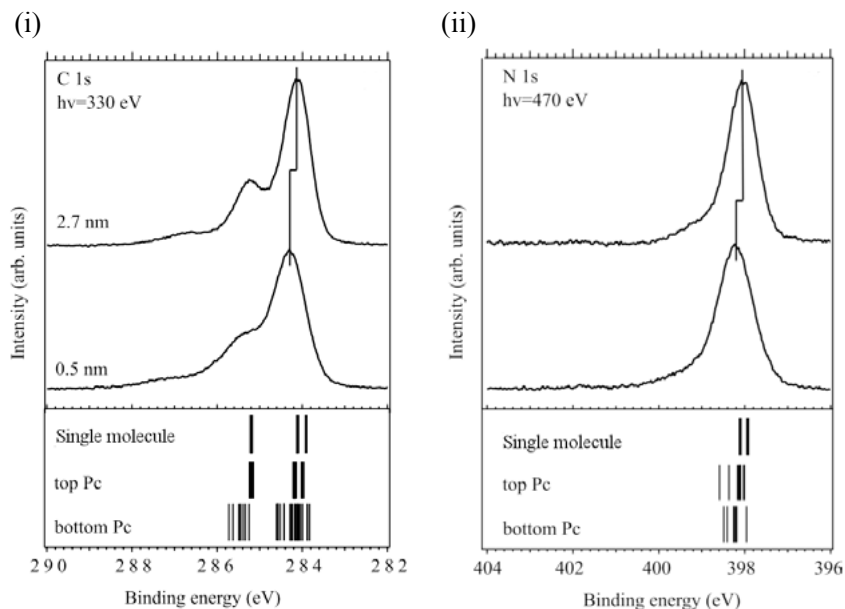 (i)
(ii)
C 1s
hν=330 eV
2.7 nm
0.5 nm
Intensity (arb. units)
Single molecule
top Pc
bottom Pc
290 288 286 284 282
Binding energy (eV)
N 1s
hν=470 eV
Intensity (arb. units)
Single molecule
top Pc
bottom Pc
404 402 400 398 396
Binding energy (eV)